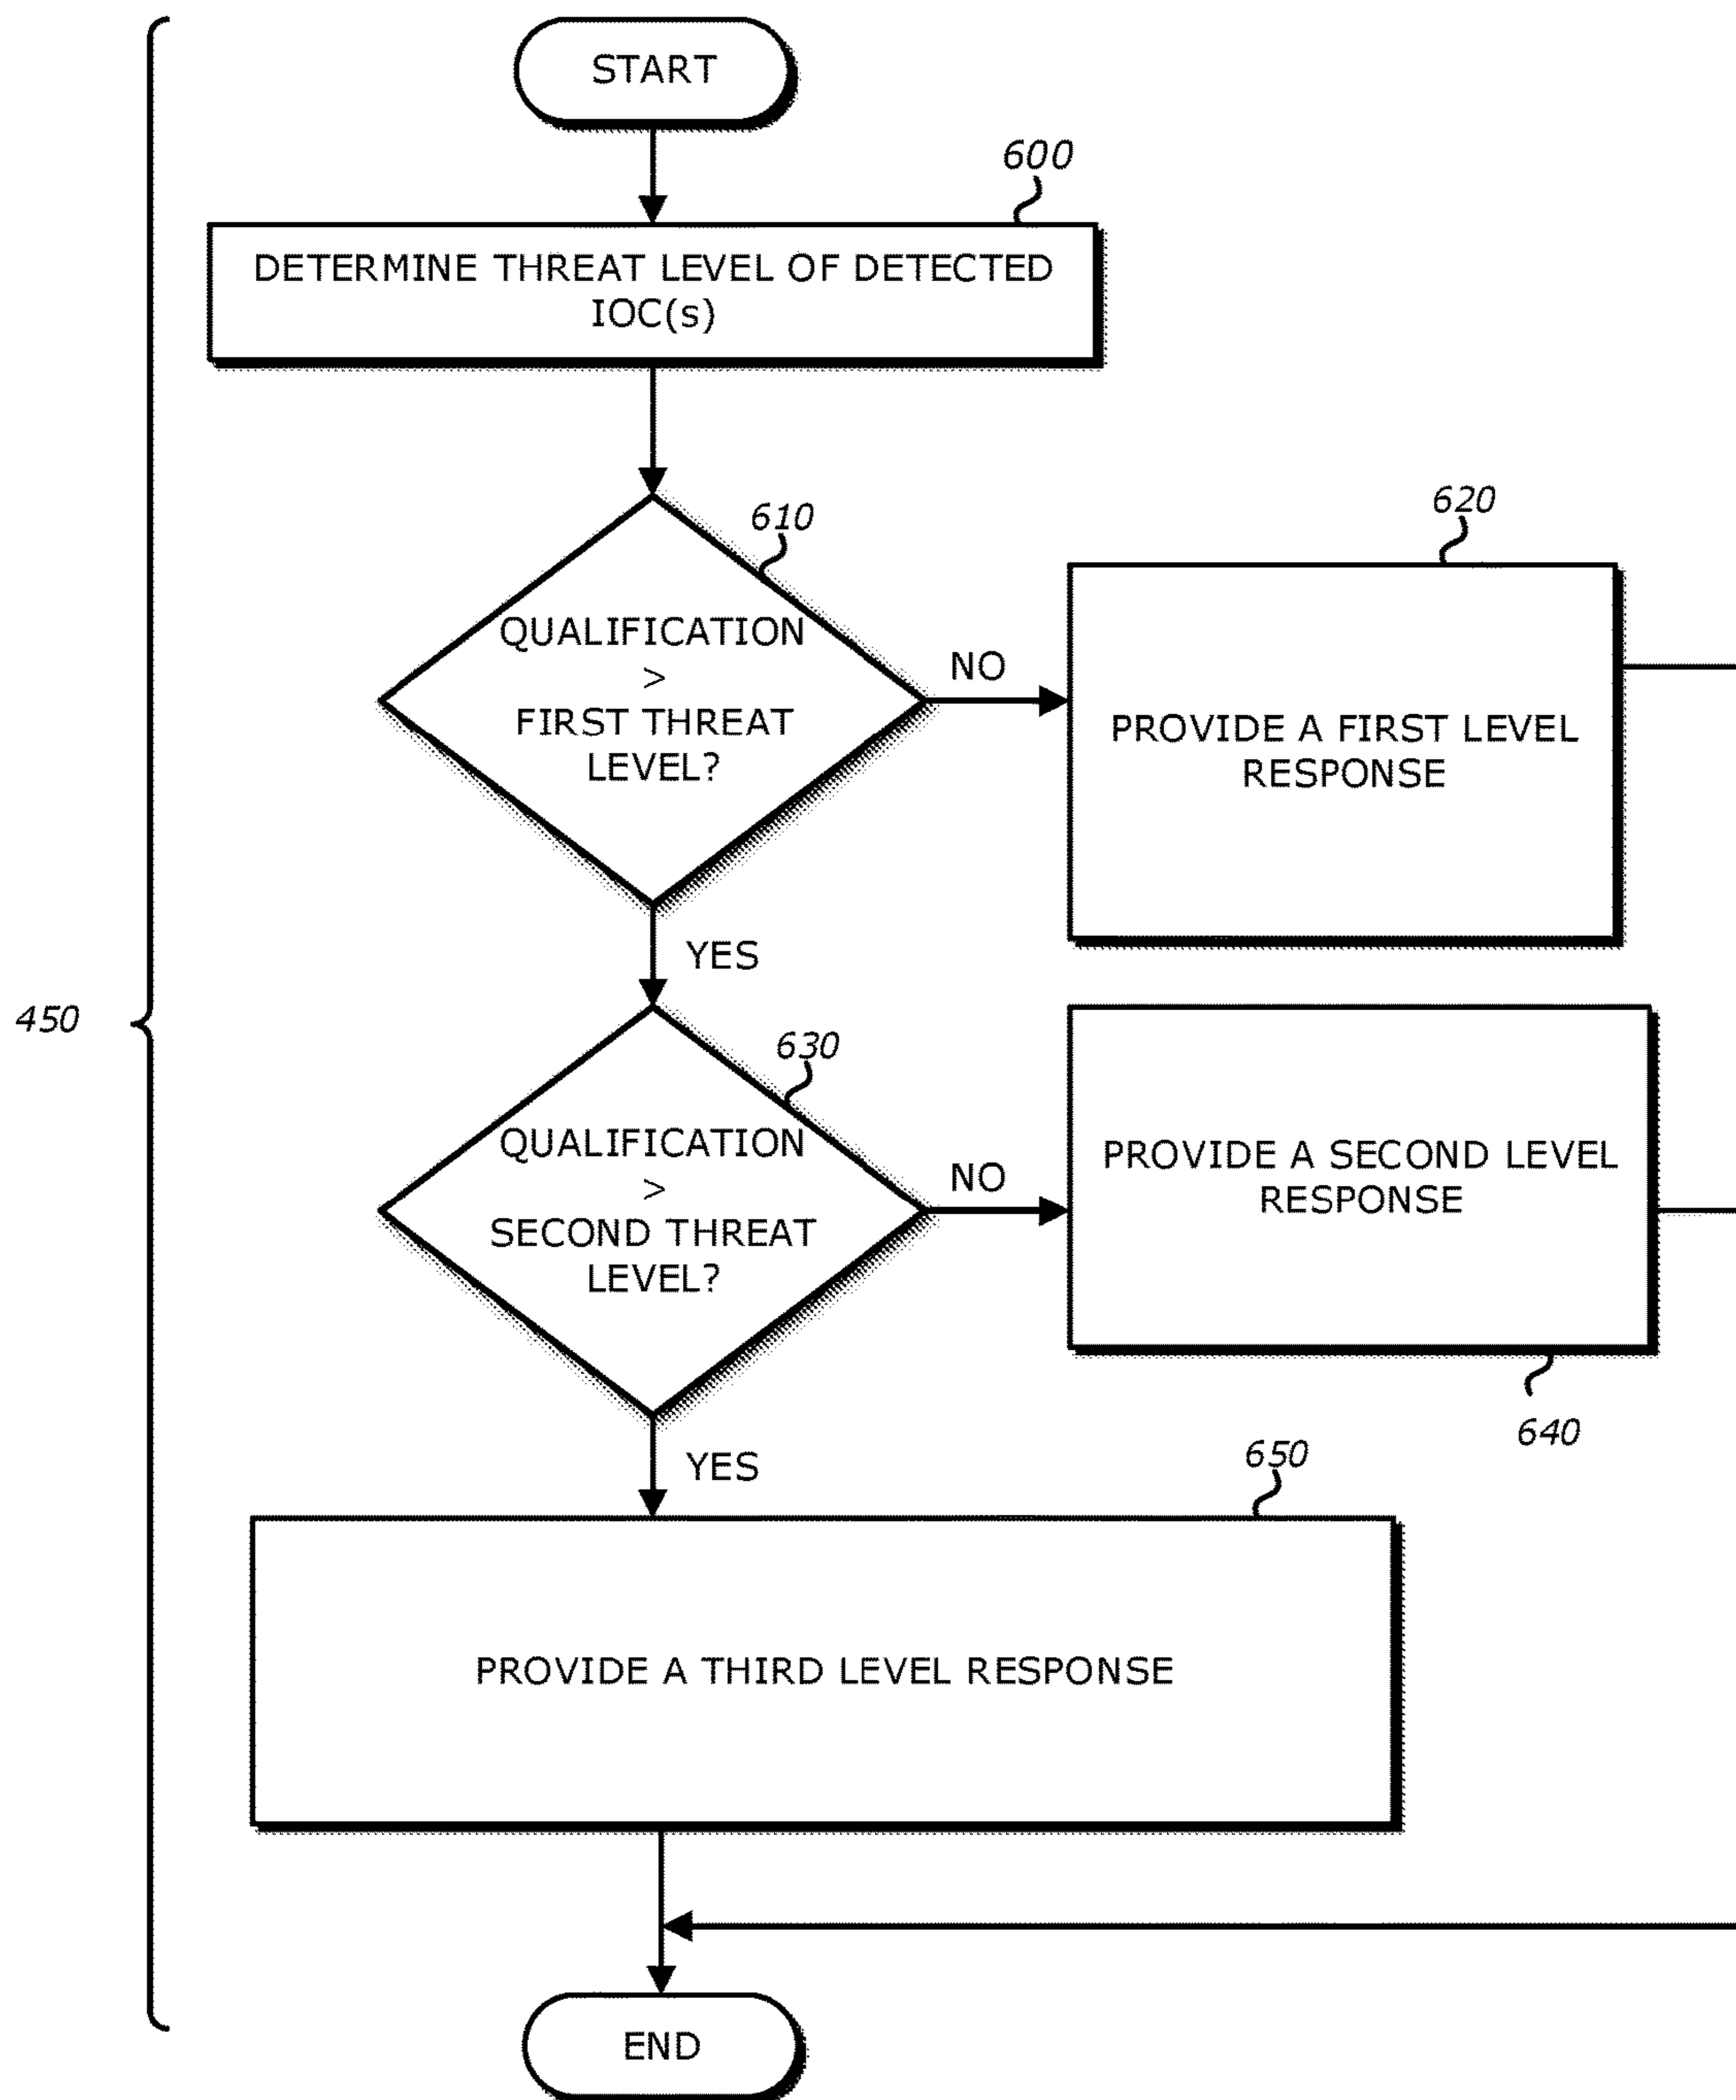 START
600
DETERMINE THREAT LEVEL OF DETECTED
IOC(s)
610
QUALIFICATION
>
FIRST THREAT
LEVEL?
NO
620
PROVIDE A FIRST LEVEL
RESPONSE
YES
450
630
QUALIFICATION
>
SECOND THREAT
LEVEL?
NO
PROVIDE A SECOND LEVEL
RESPONSE
640
YES
650
PROVIDE A THIRD LEVEL RESPONSE
END